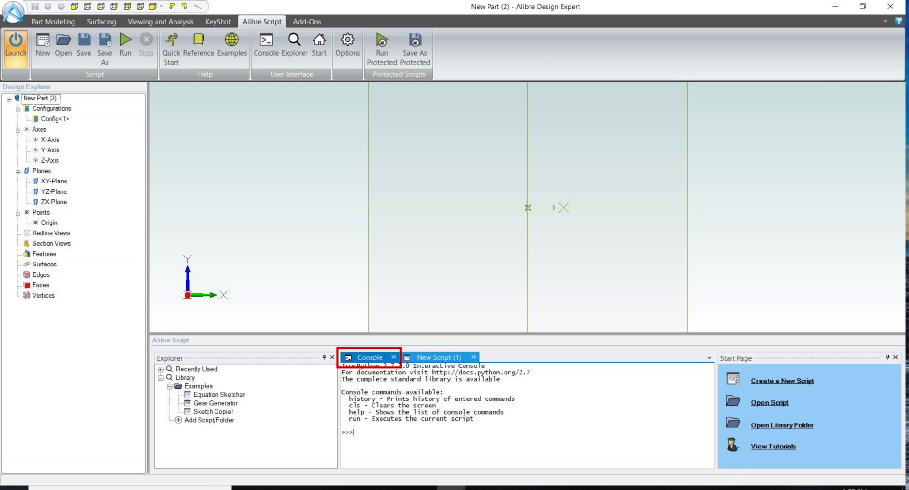 New Part (2) - Alibre Design Expert
Part Modeling Surfacing Viewing and Analysis KeyShot Alibre Script Add-Ons
Launch New Open Save Save As Run Stop Quick Start Reference Examples Console Explorer Start Options Run Protected Save As Protected
Script Help User Interface Protected Scripts
Design Explorer
New Part (2)
Configurations
Config<1>
Axes
X-Axis
Y-Axis
Z-Axis
Planes
XY-Plane
YZ-Plane
ZX-Plane
Points
Origin
Redline Views
Section Views
Features
Surfaces
Edges
Faces
Vertices
X
Y
X
Alibre Script
Explorer
Recently Used
Library
Examples
Equation Sketcher
Gear Generator
Sketch Copier
Add Script/Folder
Console New Script (1)
Interactive Console
For documentation visit http://docs.python.org/2.7
The complete standard library is available
Console commands available:
history - Prints history of entered commands
cls - Clears the screen
help - Shows the list of console commands
run - Executes the current script
>>>
Start Page
Create a New Script
Open Script
Open Library Folder
View Tutorials